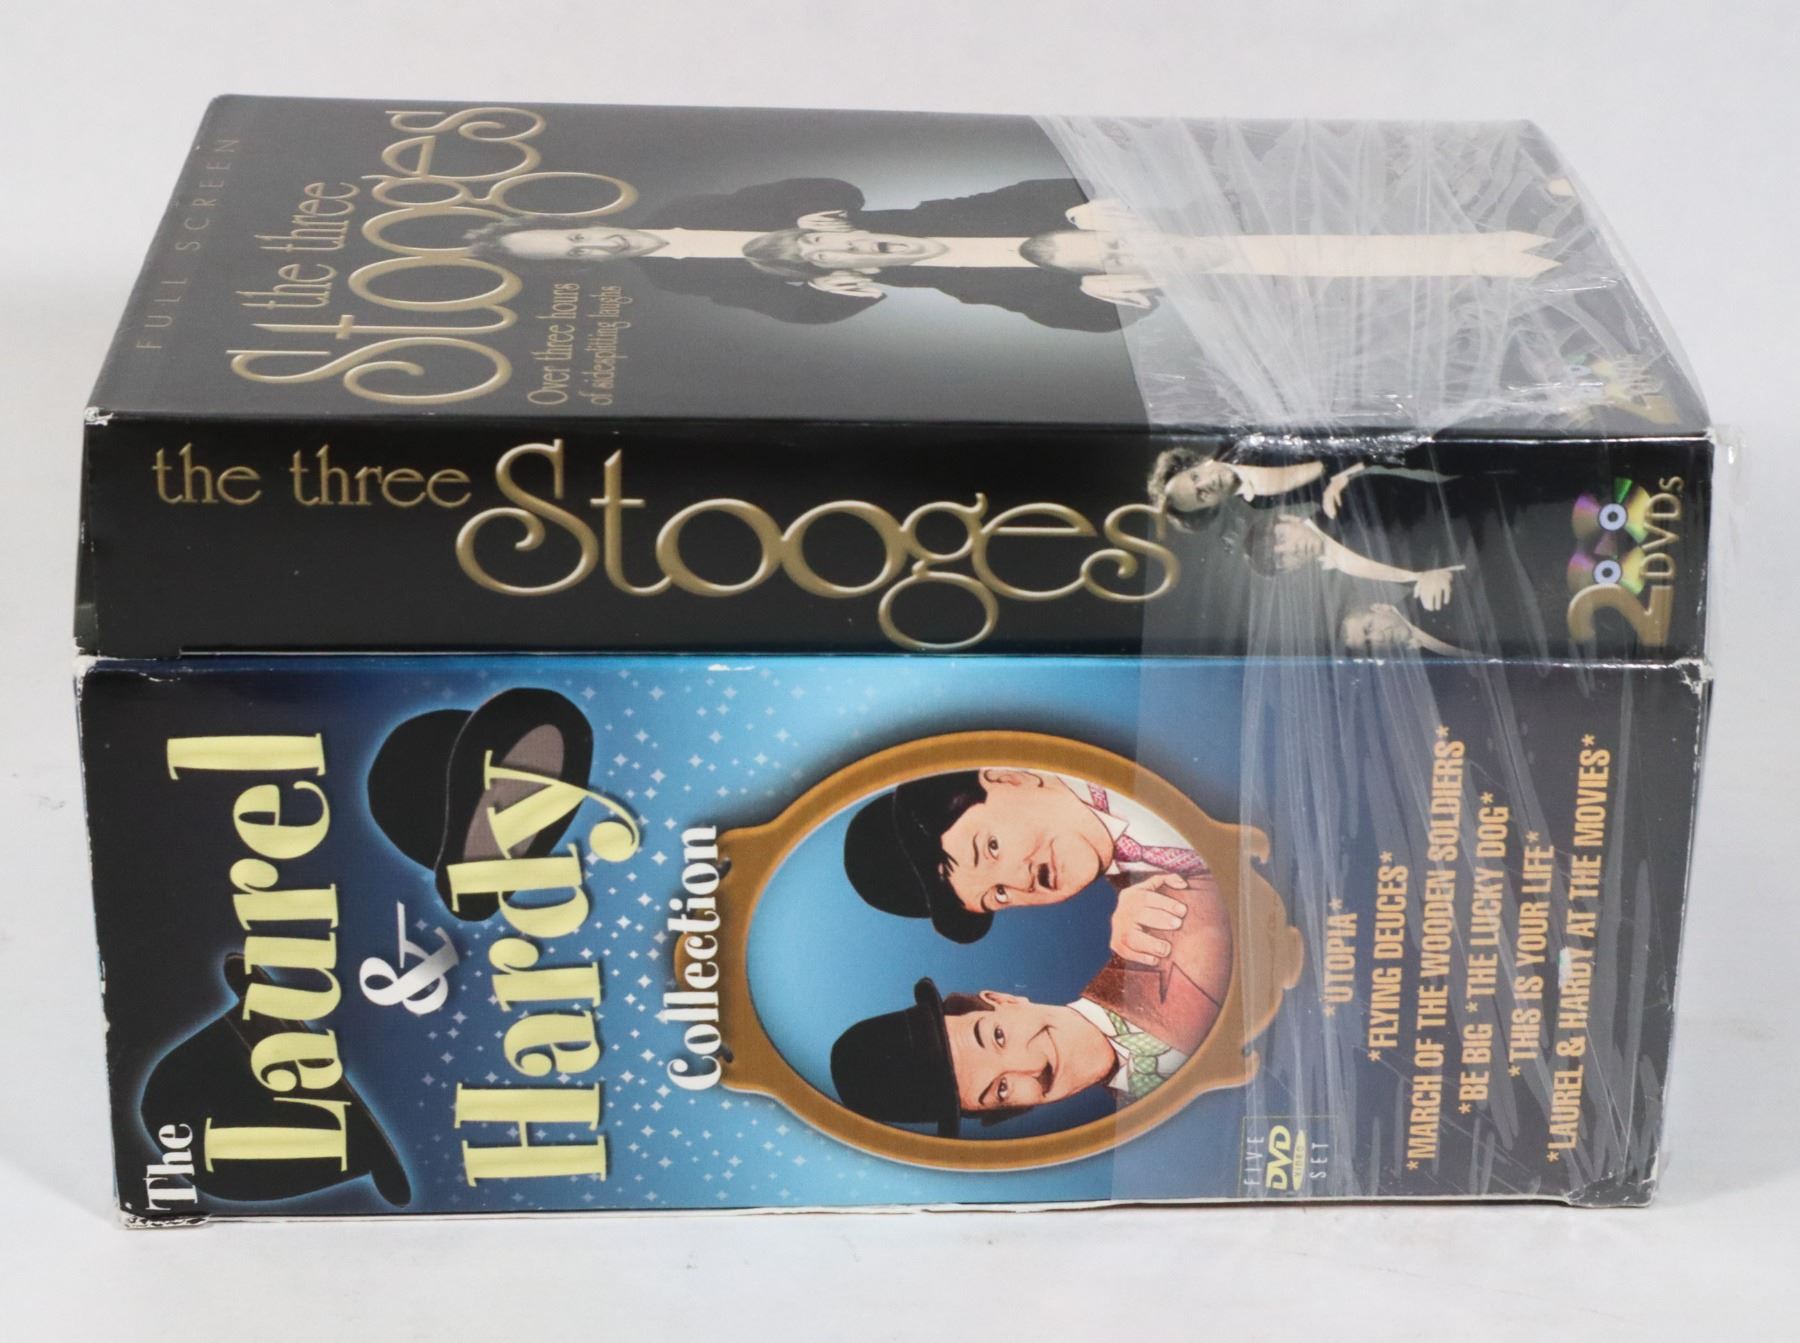 FULL SCREEN
the three
Stooges
Over three hours
of sidesplitting laughs
the three Stooges
2 DVDs
The
Laurel
&
Hardy
Collection
FIVE
DVD
VIDEO
SET
*UTOPIA*
*FLYING DEUCES*
*MARCH OF THE WOODEN SOLDIERS*
*BE BIG *THE LUCKY DOG*
*THIS IS YOUR LIFE*
*LAUREL & HARDY AT THE MOVIES*